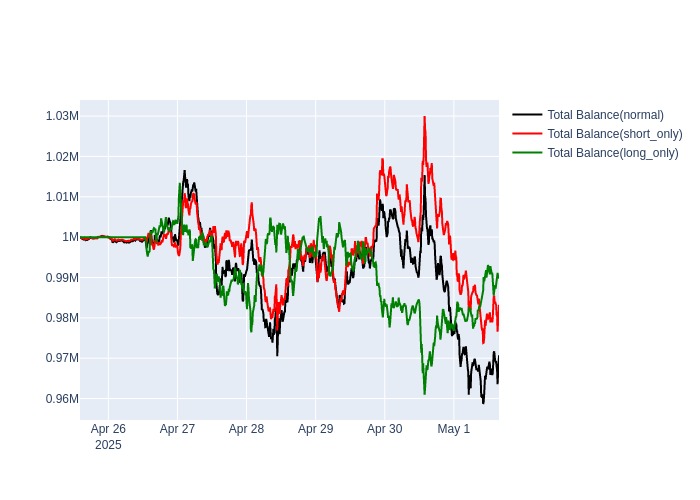 1.03M
1.02M
1.01M
1M
0.99M
0.98M
0.97M
0.96M
Apr 26
2025
Apr 27
Apr 28
Apr 29
Apr 30
May 1
Total Balance(normal)
Total Balance(short_only)
Total Balance(long_only)